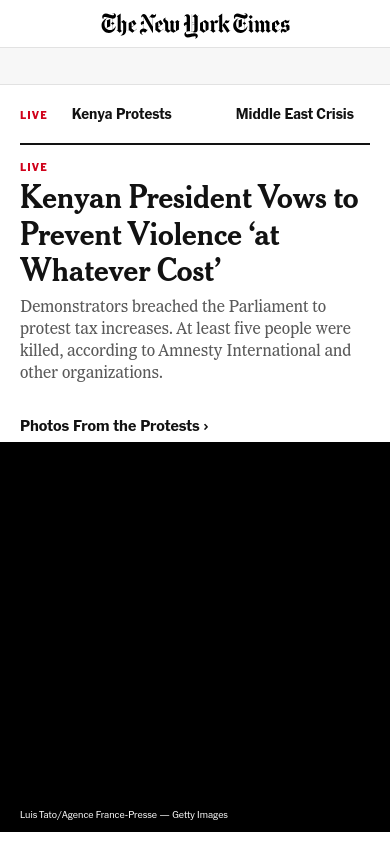 The New York Times
LIVE Kenya Protests Middle East Crisis
LIVE
Kenyan President Vows to
Prevent Violence ‘at
Whatever Cost’
Demonstrators breached the Parliament to
protest tax increases. At least five people were
killed, according to Amnesty International and
other organizations.
Photos From the Protests ›
Luis Tato/Agence France-Presse — Getty Images